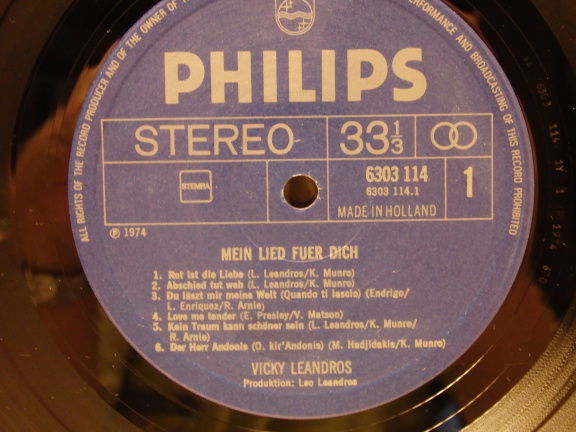 ALL RIGHTS OF THE RECORD PRODUCER AND OF THE OWNER OF
PERFORMANCE AND BROADCASTING OF THIS RECORD PROHIBITED
PHILIPS
STEREO 33 1/3
STEMRA
6303 114
6303 114.1
1
MADE IN HOLLAND
℗ 1974
MEIN LIED FUER DICH
1. Rot ist die Liebe (L. Leandros/K. Munro)
2. Abschied tut weh (L. Leandros/K. Munro)
3. Du läszt mir meine Welt (Quando ti lascio) (Endrigo/
L. Enriquez/R. Arnie)
4. Love me tender (E. Presley/V. Matson)
5. Kein Traum kann schöner sein (L. Leandros/K. Munro/
R. Arnie)
6. Der Herr Andonis (O. kir'Andonis) (M. Hadjidakis/K. Munro)
VICKY LEANDROS
Produktion: Leo Leandros